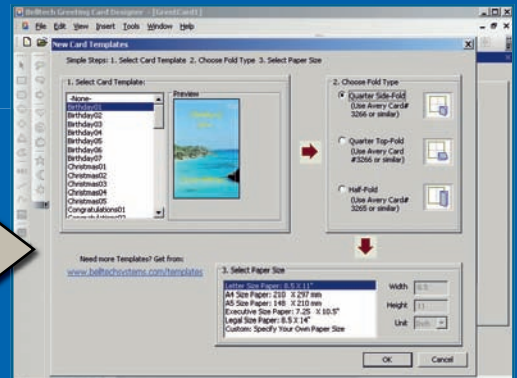 Belltech Greeting Card Designer - [GreetCard1]
File Edit View Insert Tools Window Help
New Card Templates
Simple Steps: 1. Select Card Template 2. Choose Fold Type 3. Select Paper Size
1. Select Card Template:
-None-
Birthday01
Birthday02
Birthday03
Birthday04
Birthday05
Birthday06
Birthday07
Christmas01
Christmas02
Christmas03
Christmas04
Christmas05
Congratulations01
Congratulations02
Preview
2. Choose Fold Type
Quarter Side-Fold
(Use Avery Card#
3266 or similar)
Quarter Top-Fold
(Use Avery Card
#3266 or similar)
Half-Fold
(Use Avery Card#
3265 or similar)
Need more Templates? Get from:
www.belltechsystems.com/templates
3. Select Paper Size
Letter Size Paper: 8.5 X 11"
A4 Size Paper: 210 X 297 mm
A5 Size Paper: 148 X 210 mm
Executive Size Paper: 7.25 X 10.5"
Legal Size Paper: 8.5 X 14"
Custom: Specify Your Own Paper Size
Width 8.5
Height 11
Unit Inch
OK Cancel